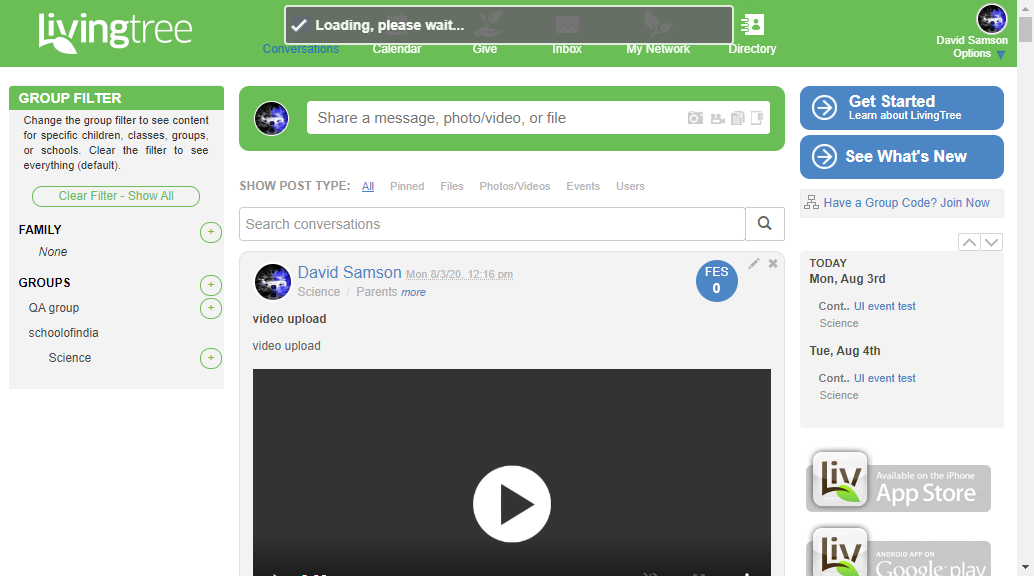 livingtree
Loading, please wait...
Conversations
Calendar
Give
Inbox
My Network
Directory
David Samson
Options
GROUP FILTER
Change the group filter to see content
for specific children, classes, groups,
or schools. Clear the filter to see
everything (default).
Clear Filter - Show All
FAMILY
None
GROUPS
QA group
schoolofindia
Science
Share a message, photo/video, or file
SHOW POST TYPE: All Pinned Files Photos/Videos Events Users
Search conversations
David Samson Mon 8/3/20, 12:16 pm
Science / Parents more
FES
0
video upload
video upload
Get Started
Learn about LivingTree
See What's New
Have a Group Code? Join Now
TODAY
Mon, Aug 3rd
Cont.. UI event test
Science
Tue, Aug 4th
Cont.. UI event test
Science
Liv
Available on the iPhone
App Store
Liv
ANDROID APP ON
Google play